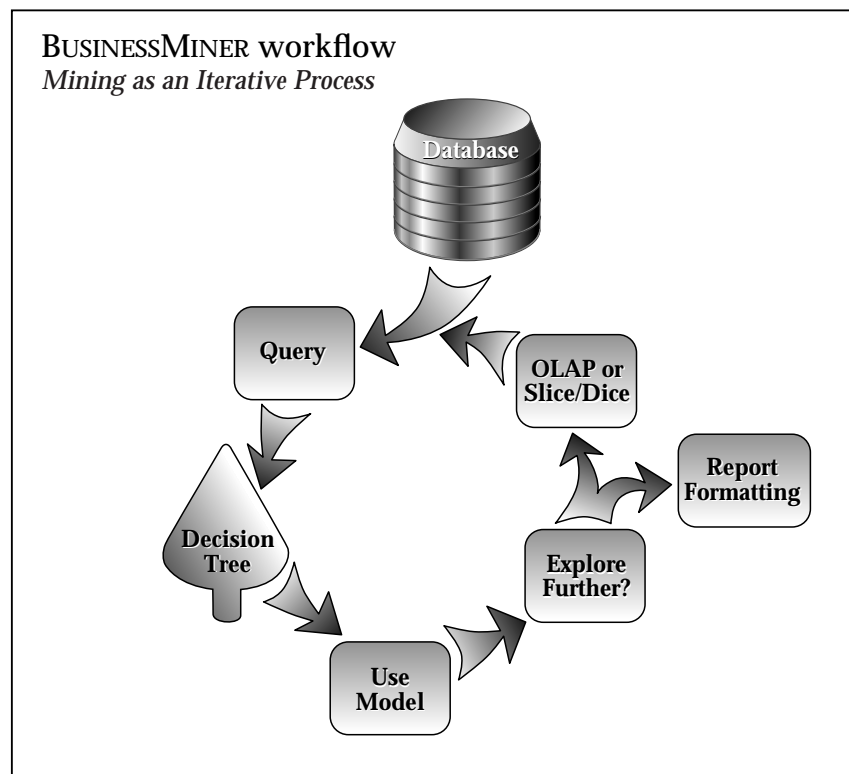 BUSINESSMINER workflow
Mining as an Iterative Process
Database
Query
OLAP or
Slice/Dice
Report
Formatting
Decision
Tree
Explore
Further?
Use
Model